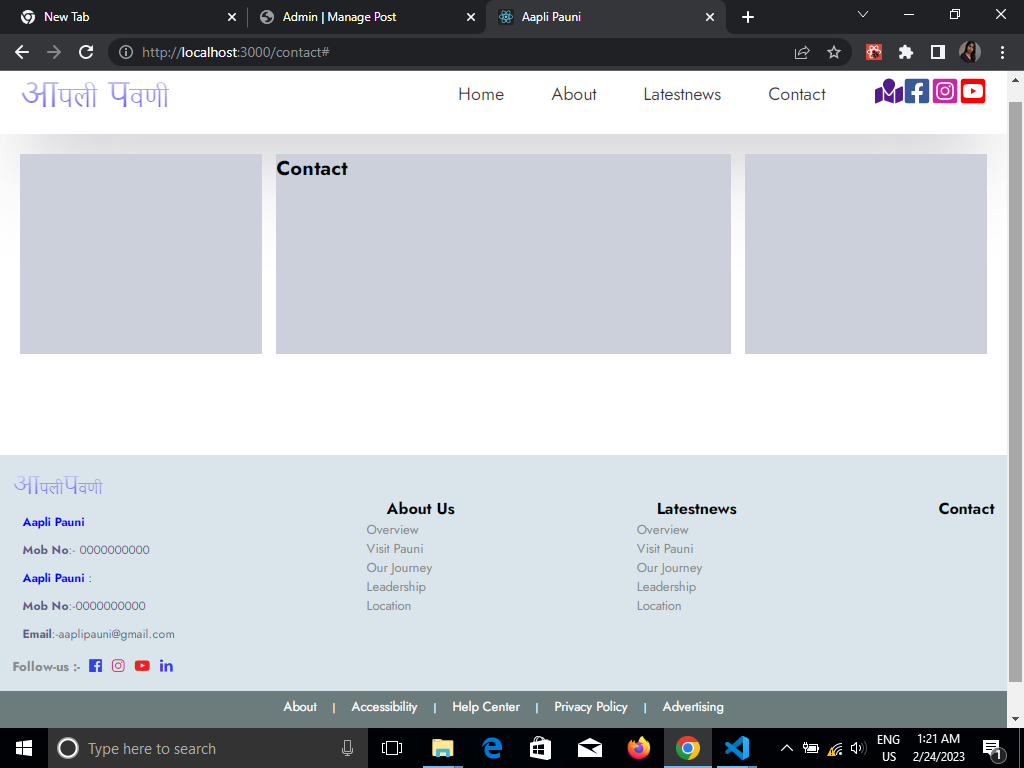 New Tab
Admin | Manage Post
Aapli Pauni
http://localhost:3000/contact#
आपली पवणी
Home About Latestnews Contact
Contact
आपलीपवणी
Aapli Pauni
Mob No:- 0000000000
Aapli Pauni :
Mob No:-0000000000
Email:-aaplipauni@gmail.com
Follow-us :-
About Us
Overview
Visit Pauni
Our Journey
Leadership
Location
Latestnews
Overview
Visit Pauni
Our Journey
Leadership
Location
Contact
About | Accessibility | Help Center | Privacy Policy | Advertising
Type here to search
ENG
US
1:21 AM
2/24/2023
1